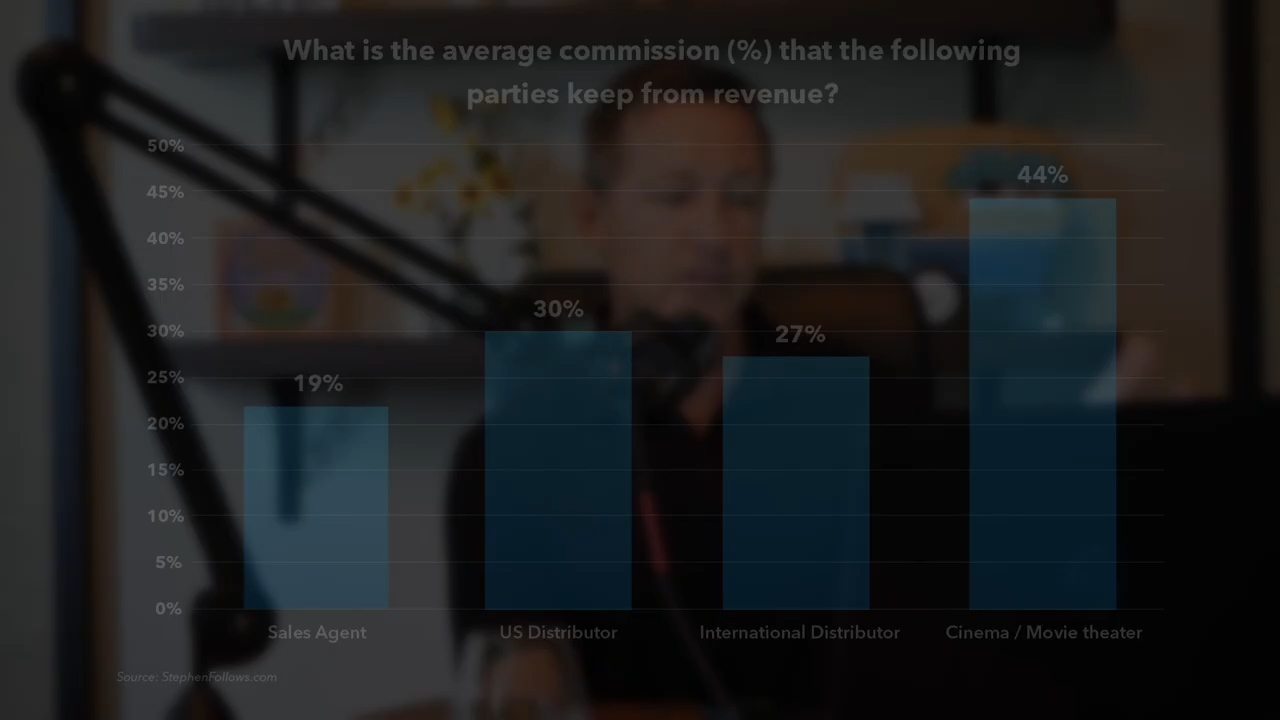 What is the average commission (%) that the following
parties keep from revenue?
50%
45%
44%
40%
35%
30%
30%
27%
25%
19%
20%
15%
10%
5%
0%
Sales Agent
US Distributor
International Distributor
Cinema / Movie theater
Source: StephenFollows.com